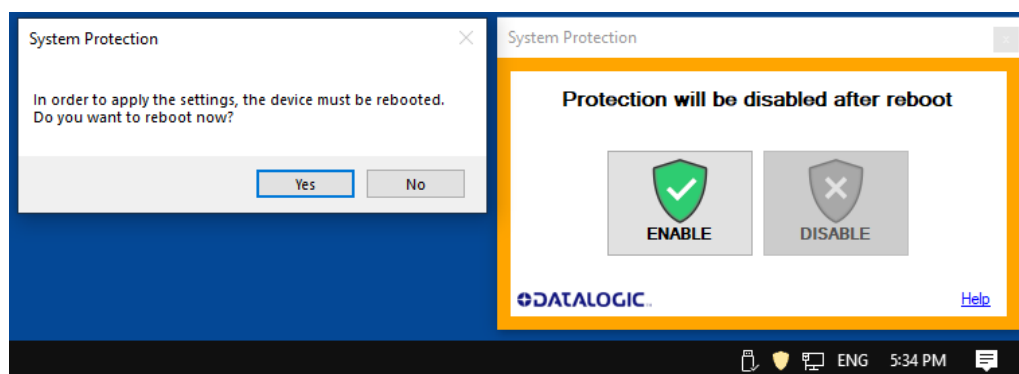 System Protection
In order to apply the settings, the device must be rebooted.
Do you want to reboot now?
Yes
No
System Protection
Protection will be disabled after reboot
ENABLE
DISABLE
DATALOGIC
Help
ENG
5:34 PM